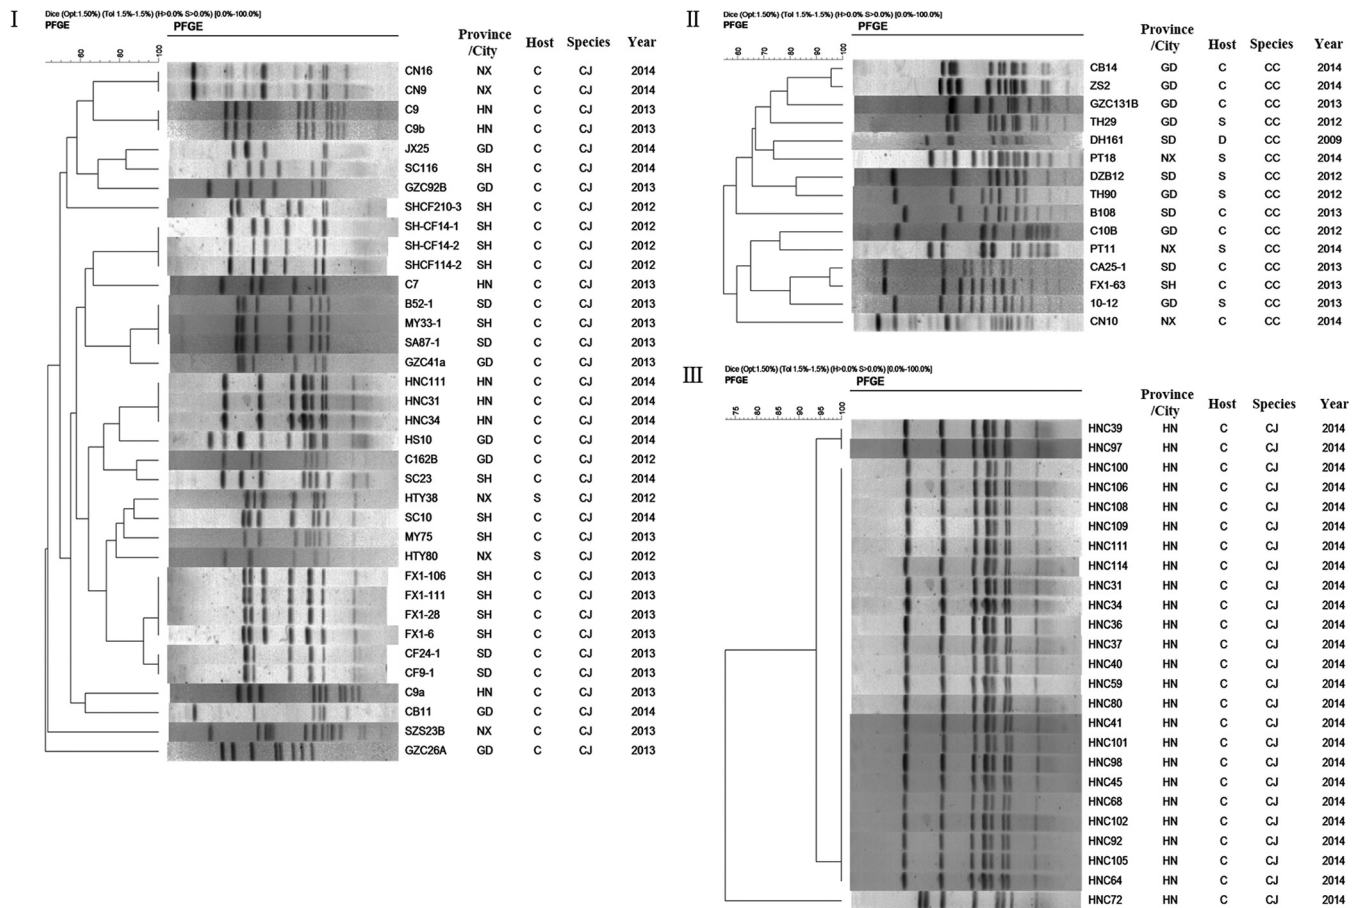 I
Dice (Opt:1.50%) (Tol 1.5%-1.5%) (H>0.0% S>0.0%) [0.0%-100.0%]
PFGE PFGE
Province/City Host Species Year
60 80 100
CN16 NX C CJ 2014
CN9 NX C CJ 2014
C9 HN C CJ 2013
C9b HN C CJ 2013
JX25 GD C CJ 2014
SC116 SH C CJ 2014
GZC92B GD C CJ 2013
SHCF210-3 SH C CJ 2012
SH-CF14-1 SH C CJ 2012
SH-CF14-2 SH C CJ 2012
SHCF114-2 SH C CJ 2012
C7 HN C CJ 2013
B52-1 SD C CJ 2013
MY33-1 SH C CJ 2013
SA87-1 SD C CJ 2013
GZC41a GD C CJ 2013
HNC111 HN C CJ 2014
HNC31 HN C CJ 2014
HNC34 HN C CJ 2014
HS10 GD C CJ 2014
C162B GD C CJ 2012
SC23 SH C CJ 2014
HTY38 NX S CJ 2012
SC10 SH C CJ 2014
MY75 SH C CJ 2013
HTY80 NX S CJ 2012
FX1-106 SH C CJ 2013
FX1-111 SH C CJ 2013
FX1-28 SH C CJ 2013
FX1-6 SH C CJ 2013
CF24-1 SD C CJ 2013
CF9-1 SD C CJ 2013
C9a HN C CJ 2013
CB11 GD C CJ 2014
SZS23B NX C CJ 2013
GZC26A GD C CJ 2013
II
Dice (Opt:1.50%) (Tol 1.5%-1.5%) (H>0.0% S>0.0%) [0.0%-100.0%]
PFGE PFGE
Province/City Host Species Year
60 70 80 90 100
CB14 GD C CC 2014
ZS2 GD C CC 2014
GZC131B GD C CC 2013
TH29 GD S CC 2012
DH161 SD D CC 2009
PT18 NX S CC 2014
DZB12 SD S CC 2012
TH90 GD S CC 2012
B108 SD C CC 2013
C10B GD C CC 2012
PT11 NX S CC 2014
CA25-1 SD C CC 2013
FX1-63 SH C CC 2013
10-12 GD S CC 2013
CN10 NX C CC 2014
III
Dice (Opt:1.50%) (Tol 1.5%-1.5%) (H>0.0% S>0.0%) [0.0%-100.0%]
PFGE PFGE
Province/City Host Species Year
75 80 85 90 95 100
HNC39 HN C CJ 2014
HNC97 HN C CJ 2014
HNC100 HN C CJ 2014
HNC106 HN C CJ 2014
HNC108 HN C CJ 2014
HNC109 HN C CJ 2014
HNC111 HN C CJ 2014
HNC114 HN C CJ 2014
HNC31 HN C CJ 2014
HNC34 HN C CJ 2014
HNC36 HN C CJ 2014
HNC37 HN C CJ 2014
HNC40 HN C CJ 2014
HNC59 HN C CJ 2014
HNC80 HN C CJ 2014
HNC41 HN C CJ 2014
HNC101 HN C CJ 2014
HNC98 HN C CJ 2014
HNC45 HN C CJ 2014
HNC68 HN C CJ 2014
HNC102 HN C CJ 2014
HNC92 HN C CJ 2014
HNC105 HN C CJ 2014
HNC64 HN C CJ 2014
HNC72 HN C CJ 2014